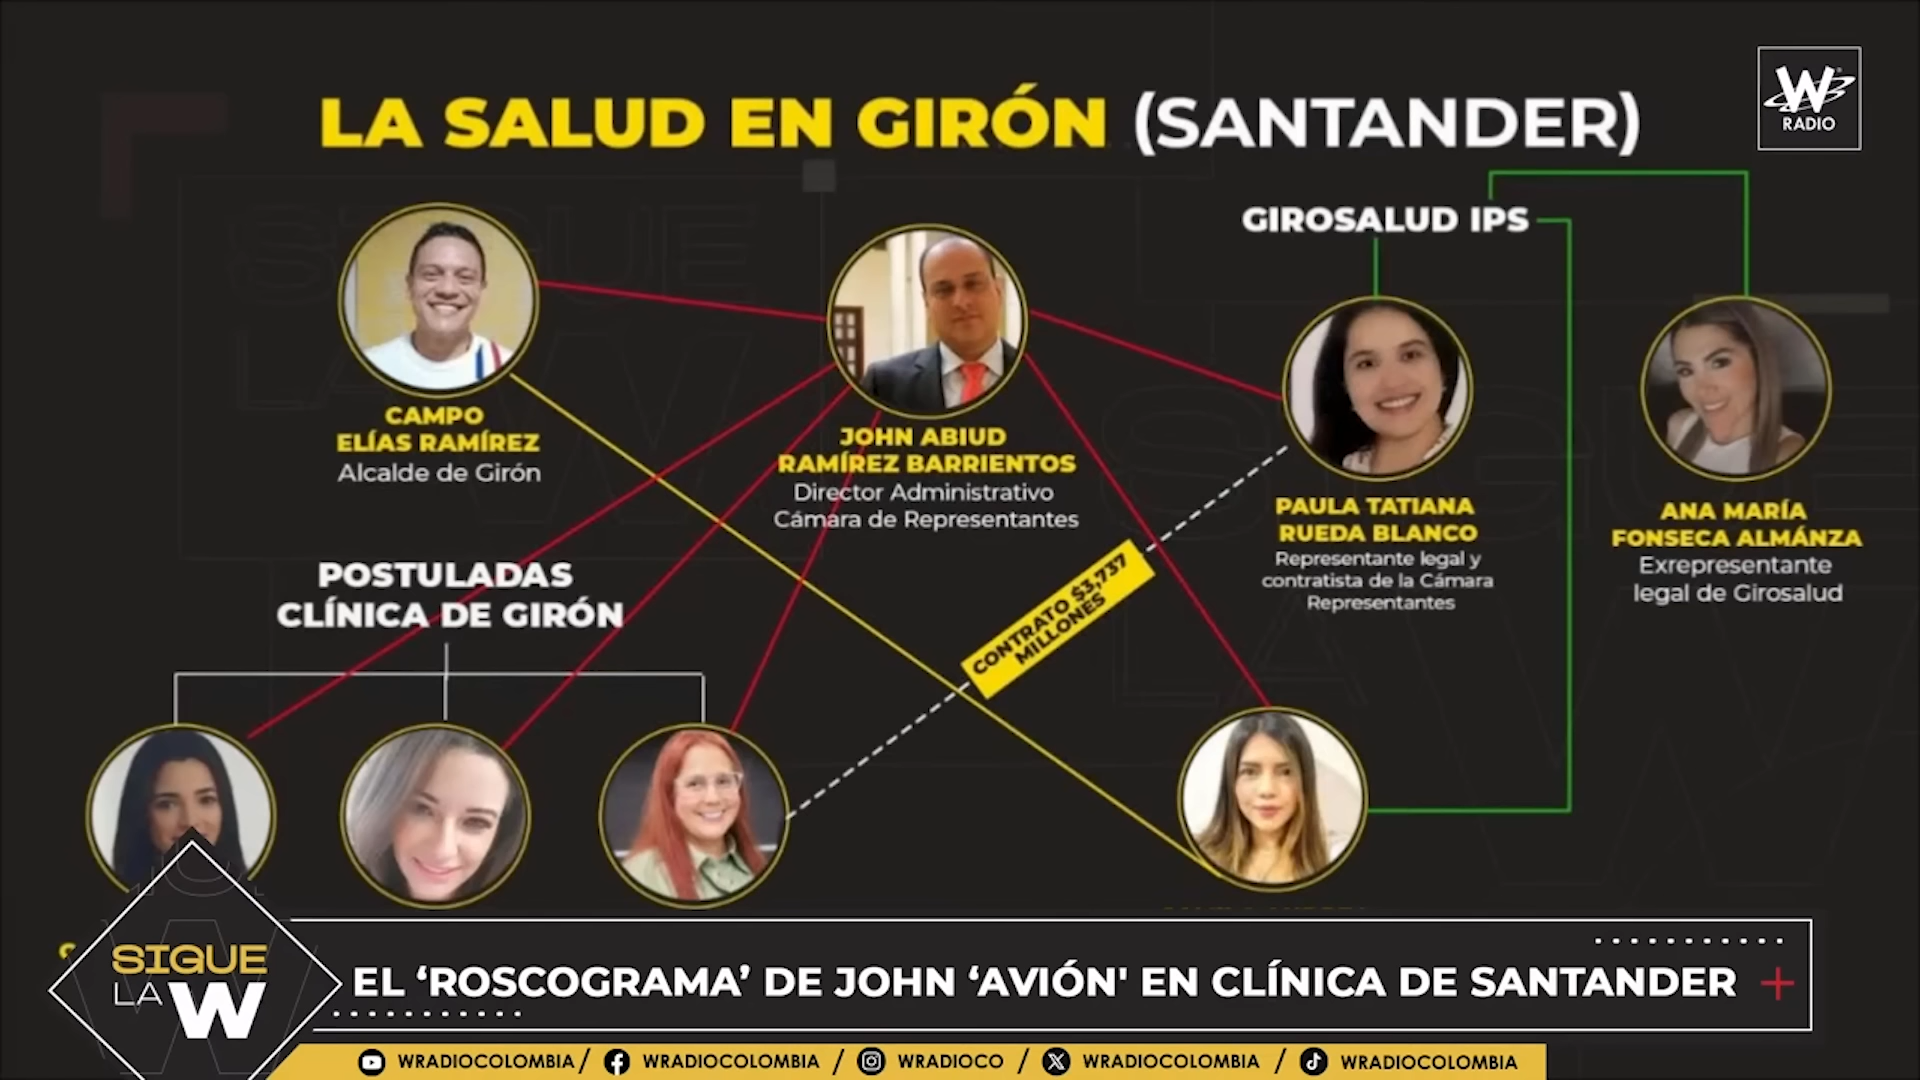 LA SALUD EN GIRÓN (SANTANDER)
W
RADIO
GIROSALUD IPS
CAMPO
ELÍAS RAMÍREZ
Alcalde de Girón
JOHN ABIUD
RAMÍREZ BARRIENTOS
Director Administrativo
Cámara de Representantes
PAULA TATIANA
RUEDA BLANCO
Representante legal y
contratista de la Cámara
Representantes
ANA MARÍA
FONSECA ALMÁNZA
Exrepresentante
legal de Girosalud
CONTRATO $3,737
MILLONES
POSTULADAS
CLÍNICA DE GIRÓN
SIGUE
LA W
EL ‘ROSCOGRAMA’ DE JOHN ‘AVIÓN' EN CLÍNICA DE SANTANDER
WRADIOCOLOMBIA / WRADIOCOLOMBIA / WRADIOCO / WRADIOCOLOMBIA / WRADIOCOLOMBIA